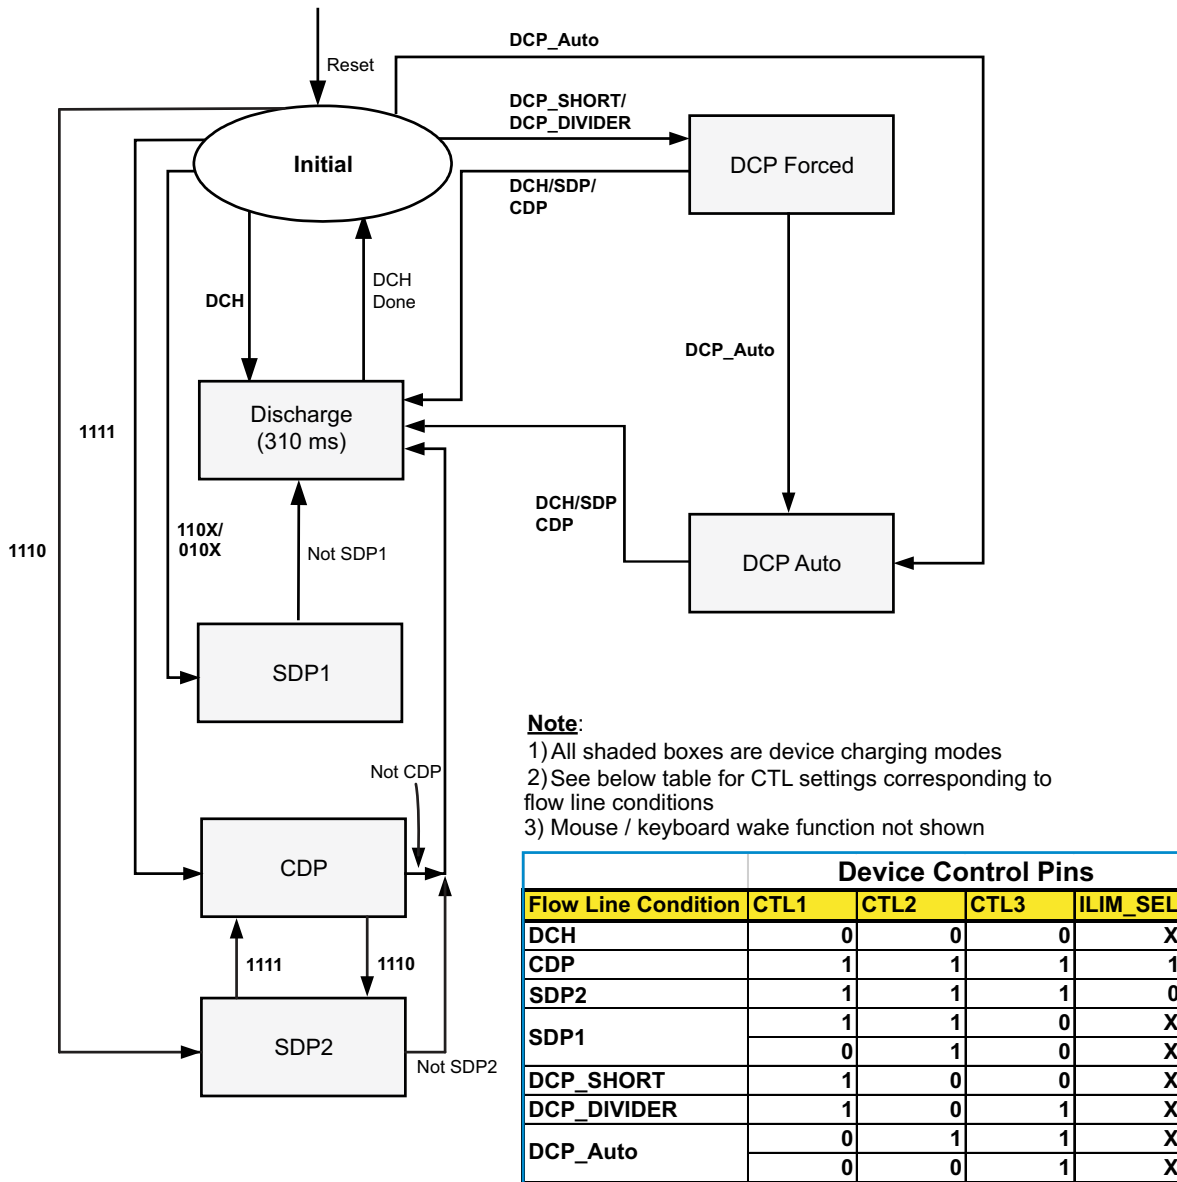 Reset
DCP_Auto
DCP_SHORT/
DCP_DIVIDER
Initial
DCP Forced
DCH/SDP/
CDP
DCH
DCH
Done
DCP_Auto
Discharge
(310 ms)
1111
1110
110X/
010X
Not SDP1
DCH/SDP
CDP
DCP Auto
SDP1
Note:
1) All shaded boxes are device charging modes
2) See below table for CTL settings corresponding to
flow line conditions
3) Mouse / keyboard wake function not shown
Not CDP
CDP
1111
1110
SDP2
Not SDP2
Device Control Pins
Flow Line Condition CTL1 CTL2 CTL3 ILIM_SEL
DCH 0 0 0 X
CDP 1 1 1 1
SDP2 1 1 1 0
SDP1 1 1 0 X
0 1 0 X
DCP_SHORT 1 0 0 X
DCP_DIVIDER 1 0 1 X
DCP_Auto 0 1 1 X
0 0 1 X